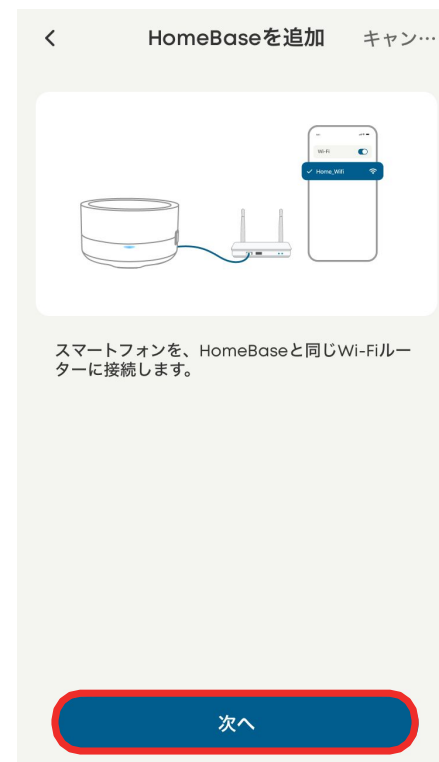 HomeBaseを追加
キャン…
Wi-Fi
Home_Wifi
スマートフォンを、HomeBaseと同じWi-Fiルー
ターに接続します。
次へ